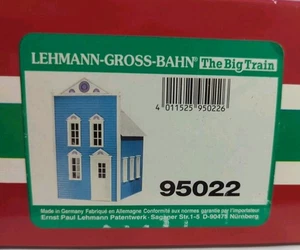 LEHMANN-GROSS-BAHN® The Big Train
4 011525 950226
95022
Made in Germany Fabriqué en Allemagne Conformité aux normes garantie par l'importateur
Ernst Paul Lehmann Patentwerk · Saganer Str.1-5 D-90475 Nürnberg